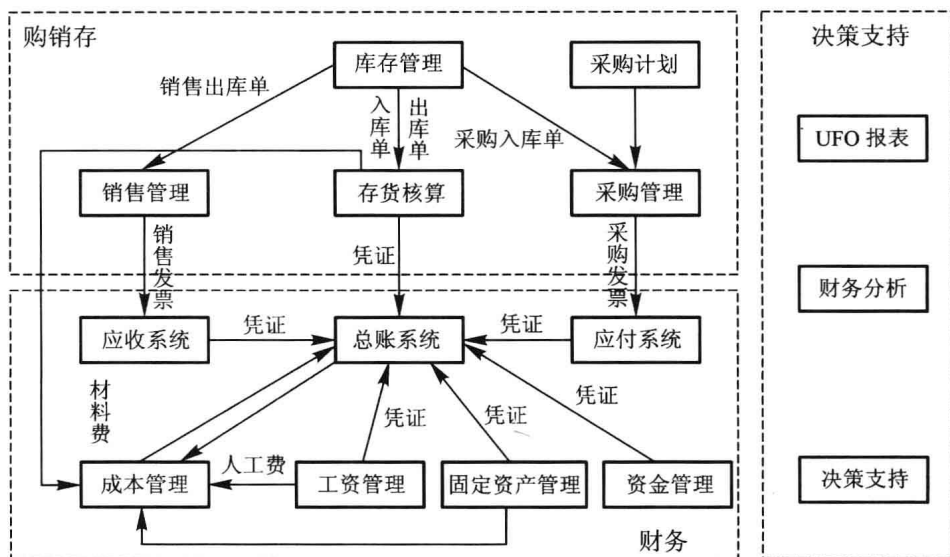 购销存
决策支持
库存管理
采购计划
销售出库单
入库单
出库单
采购入库单
UFO 报表
销售管理
存货核算
采购管理
销售发票
凭证
采购发票
财务分析
应收系统
凭证
总账系统
凭证
应付系统
材料费
凭证
凭证
凭证
成本管理
人工费
工资管理
固定资产管理
资金管理
决策支持
财务